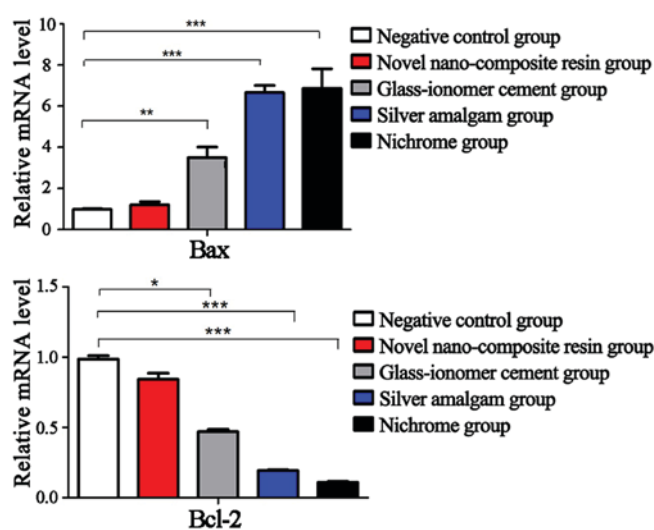 Relative mRNA level
10
8
6
4
2
0
***
***
**
Bax
Negative control group
Novel nano-composite resin group
Glass-ionomer cement group
Silver amalgam group
Nichrome group
Relative mRNA level
1.5
1.0
0.5
0.0
*
***
***
Bcl-2
Negative control group
Novel nano-composite resin group
Glass-ionomer cement group
Silver amalgam group
Nichrome group